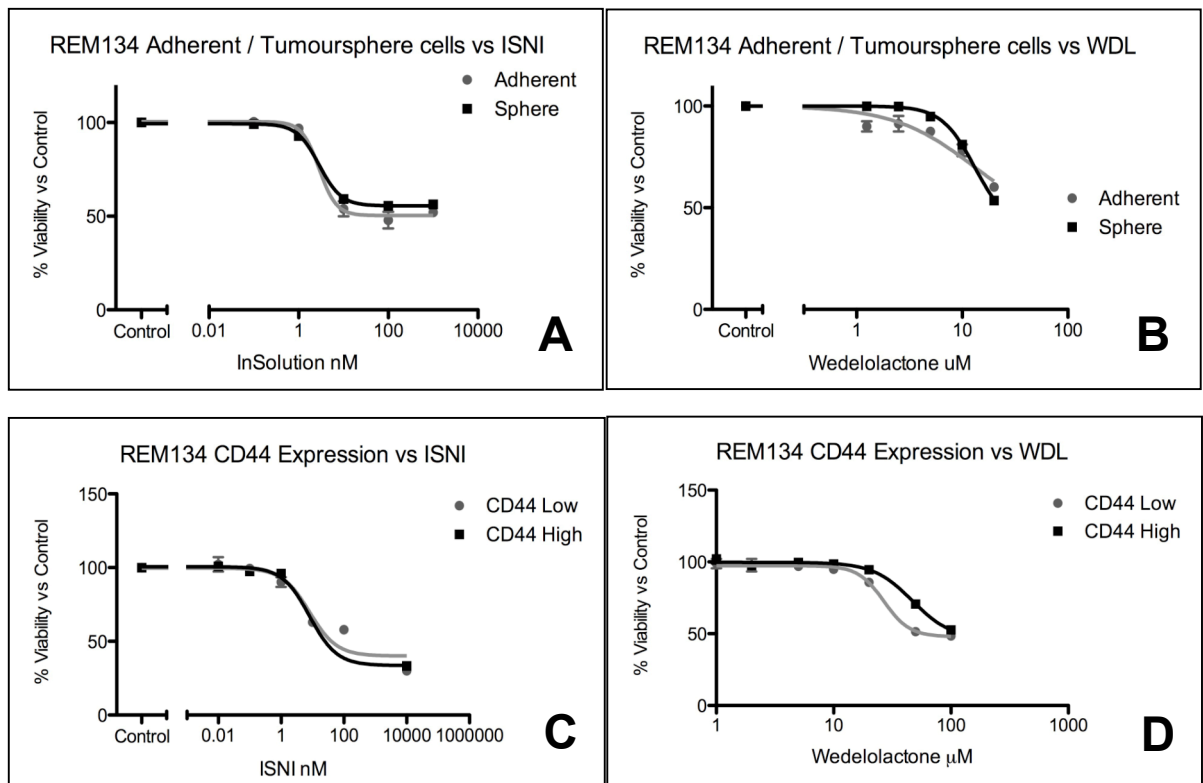 REM134 Adherent / Tumoursphere cells vs ISNI
Adherent
Sphere
% Viability vs Control
100
50
0
Control
0.01
1
100
10000
InSolution nM
A
REM134 Adherent / Tumoursphere cells vs WDL
% Viability vs Control
100
50
0
Adherent
Sphere
Control
1
10
100
Wedelolactone uM
B
REM134 CD44 Expression vs ISNI
CD44 Low
CD44 High
% Viability vs Control
150
100
50
0
Control
0.01
1
100
10000
1000000
ISNI nM
C
REM134 CD44 Expression vs WDL
CD44 Low
CD44 High
% Viability vs Control
150
100
50
0
1
10
100
1000
Wedelolactone μM
D